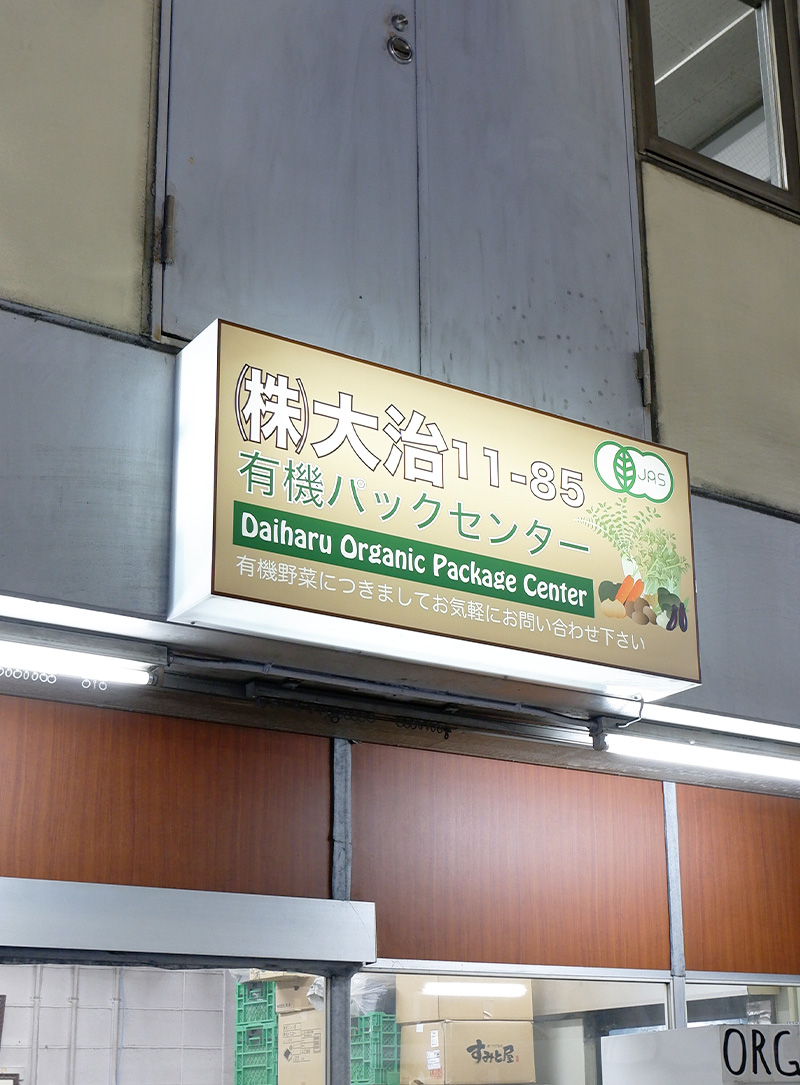 ㈱大治11-85
JAS
有機パックセンター
Daiharu Organic Package Center
有機野菜につきましてお気軽にお問い合わせ下さい
すみと屋
ORG